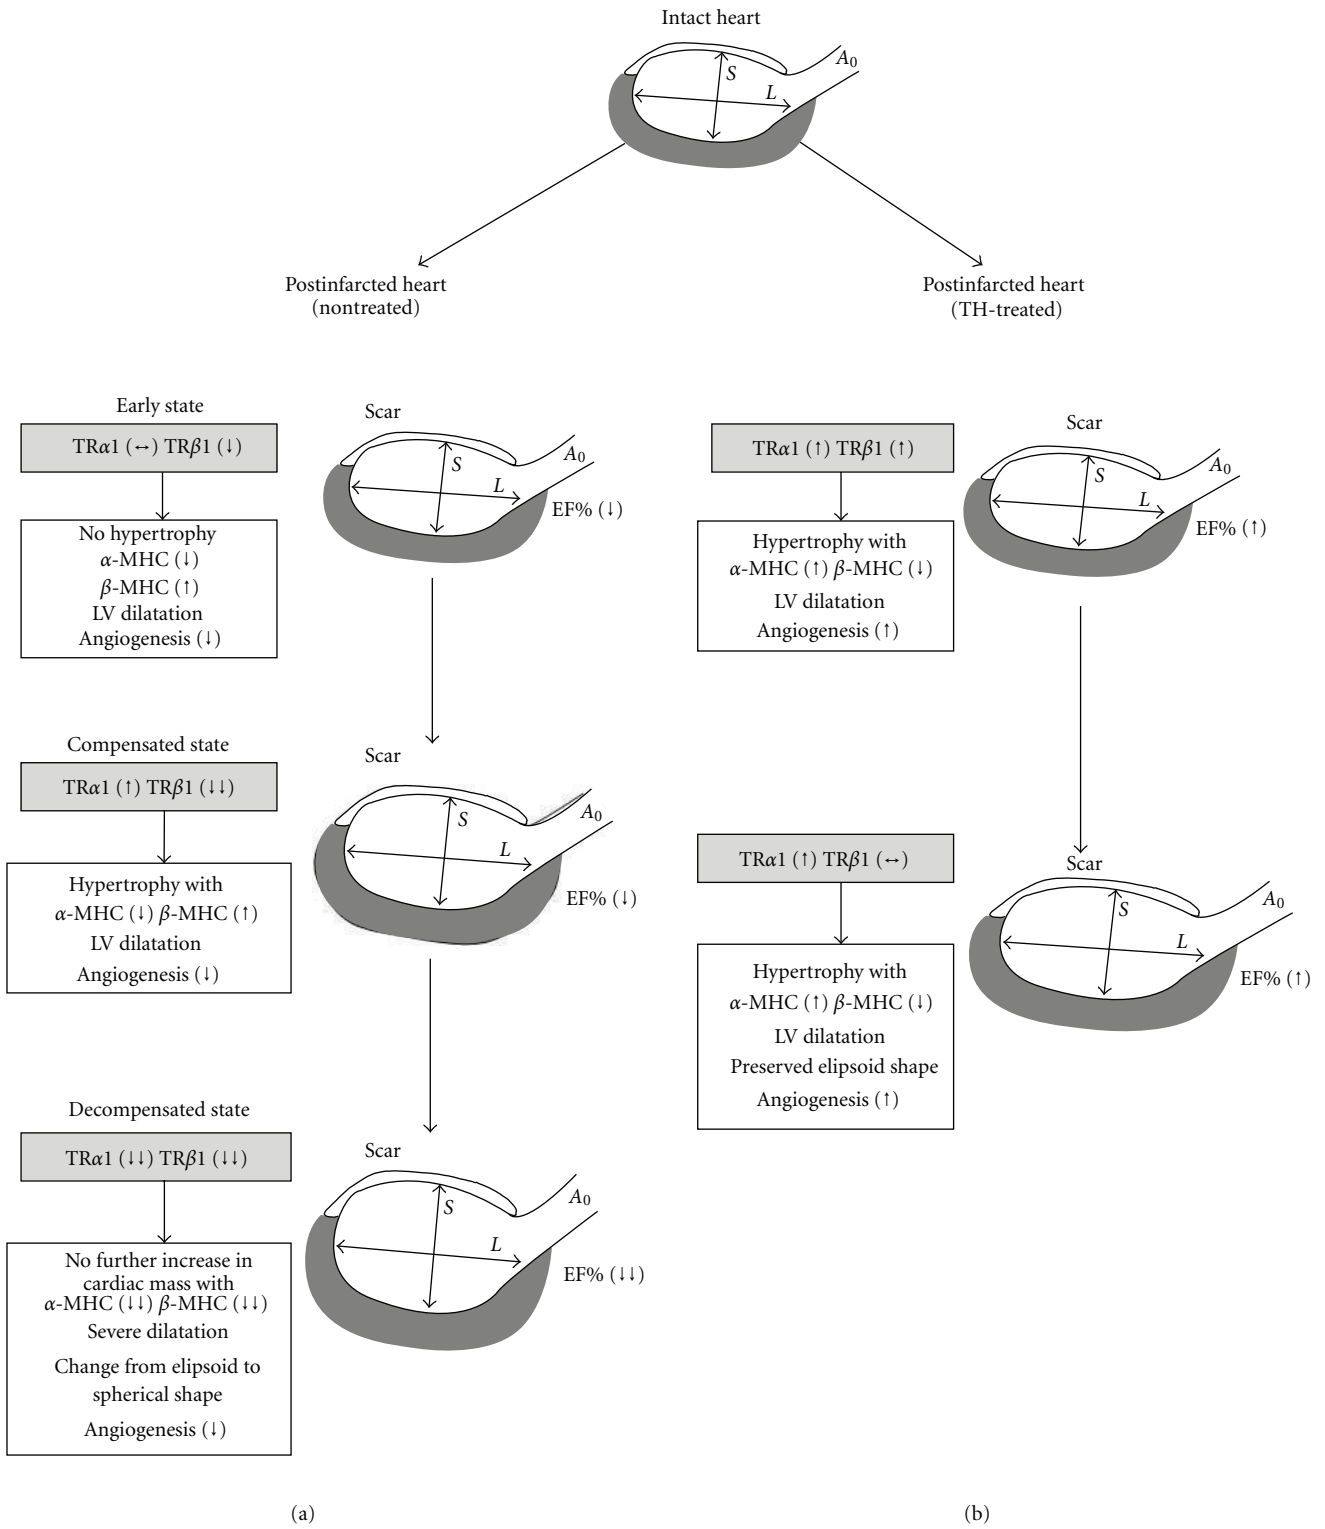 Intact heart
A0
S
L
Postinfarcted heart
(nontreated)
Postinfarcted heart
(TH-treated)
Early state
TRα1 (↔) TRβ1 (↓)
No hypertrophy
α-MHC (↓)
β-MHC (↑)
LV dilatation
Angiogenesis (↓)
Scar
A0
S
L
EF% (↓)
Compensated state
TRα1 (↑) TRβ1 (↓↓)
Hypertrophy with
α-MHC (↓) β-MHC (↑)
LV dilatation
Angiogenesis (↓)
Scar
A0
S
L
EF% (↓)
Decompensated state
TRα1 (↓↓) TRβ1 (↓↓)
No further increase in
cardiac mass with
α-MHC (↓↓) β-MHC (↓↓)
Severe dilatation
Change from elipsoid to
spherical shape
Angiogenesis (↓)
Scar
A0
S
L
EF% (↓↓)
(a)
TRα1 (↑) TRβ1 (↑)
Hypertrophy with
α-MHC (↑) β-MHC (↓)
LV dilatation
Angiogenesis (↑)
Scar
A0
S
L
EF% (↑)
TRα1 (↑) TRβ1 (↔)
Hypertrophy with
α-MHC (↑) β-MHC (↓)
LV dilatation
Preserved elipsoid shape
Angiogenesis (↑)
Scar
A0
S
L
EF% (↑)
(b)